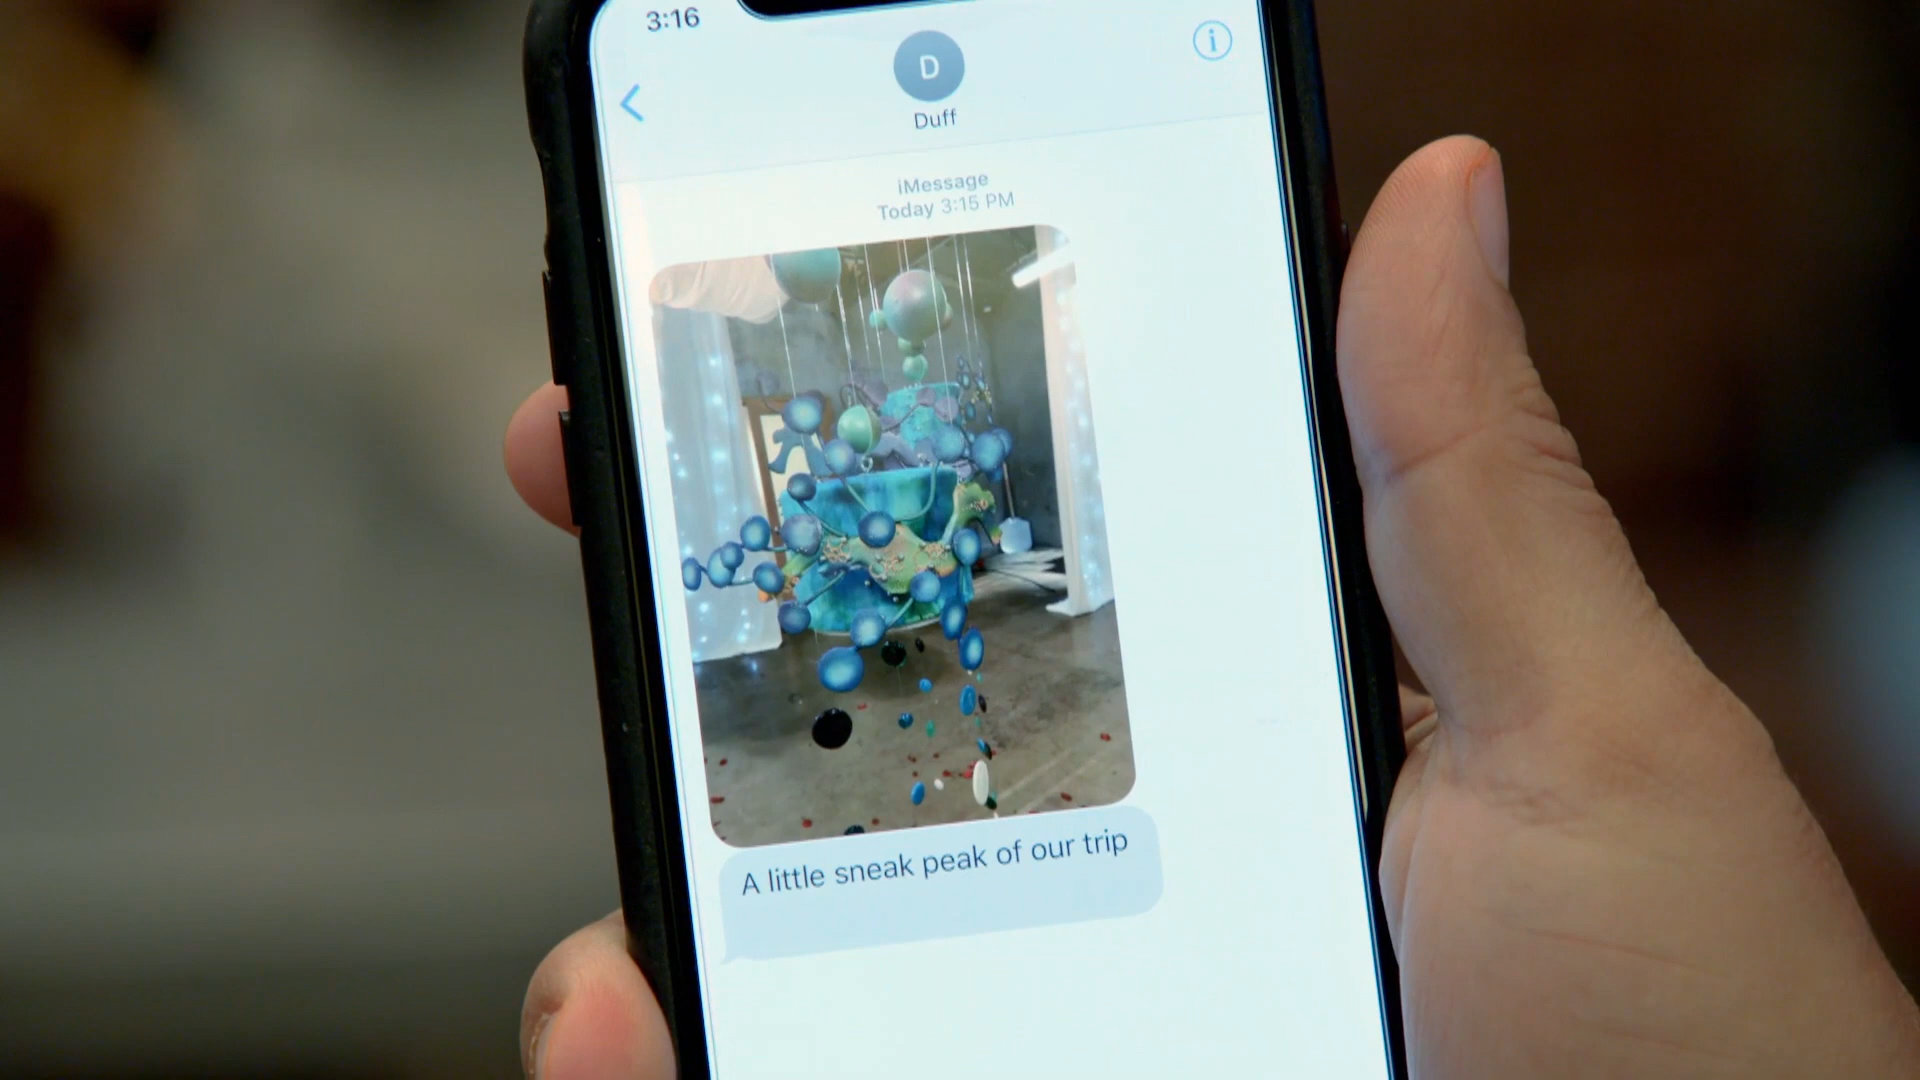 3:16
D
Duff
iMessage
Today 3:15 PM
A little sneak peak of our trip